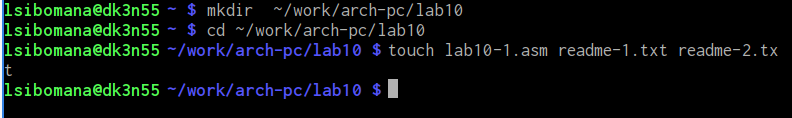 lsibomana@dk3n55 ~ $ mkdir  ~/work/arch-pc/lab10
lsibomana@dk3n55 ~ $ cd ~/work/arch-pc/lab10
lsibomana@dk3n55 ~/work/arch-pc/lab10 $ touch lab10-1.asm readme-1.txt readme-2.tx
t
lsibomana@dk3n55 ~/work/arch-pc/lab10 $